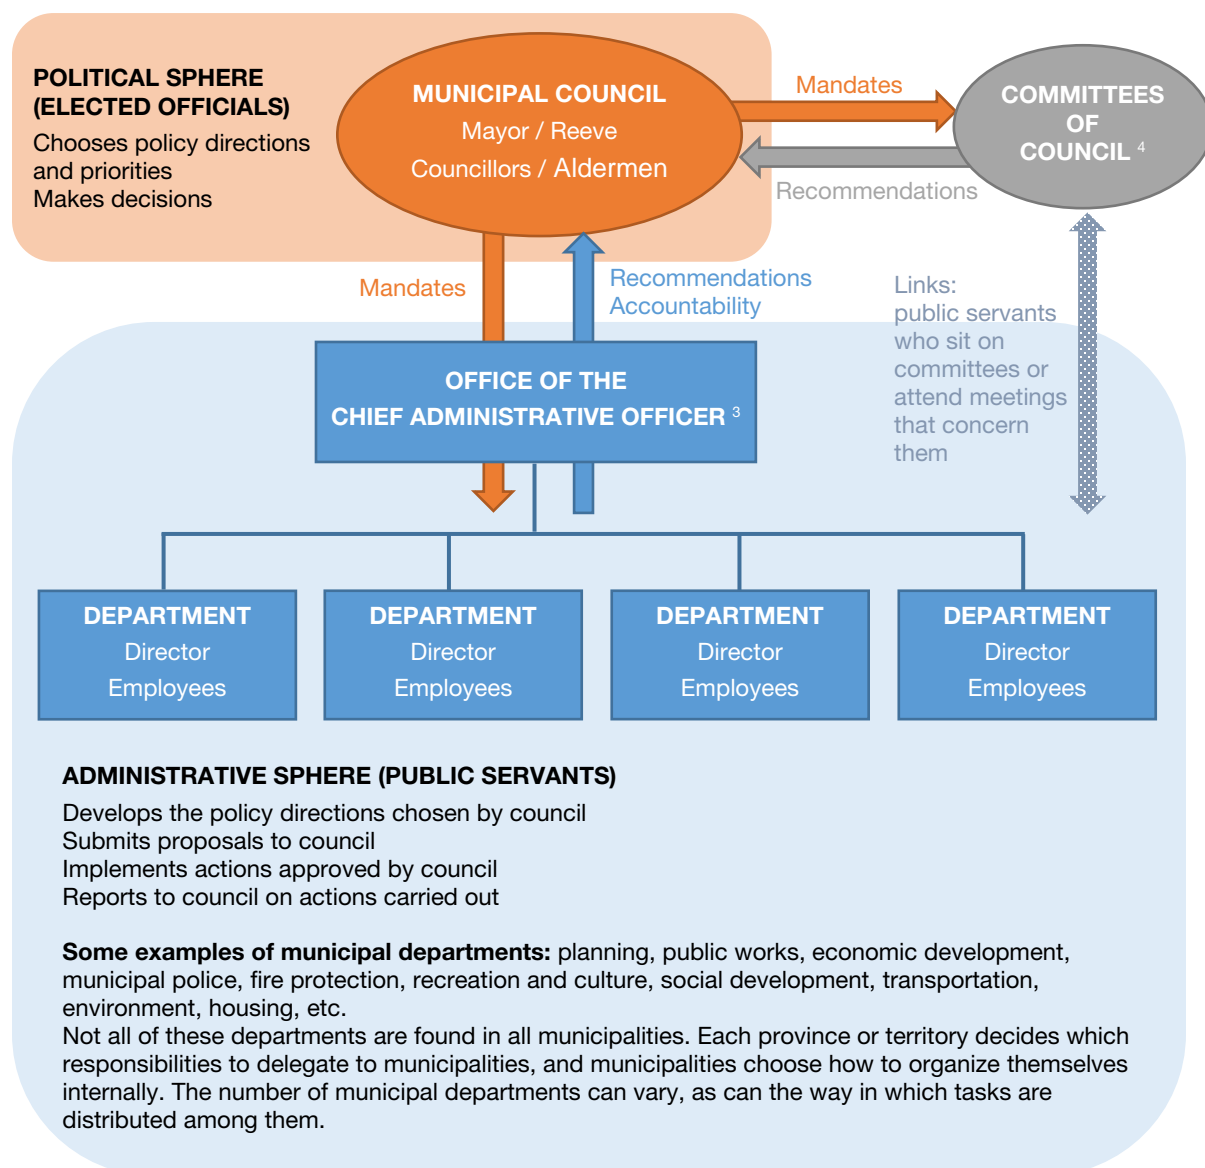 POLITICAL SPHERE
(ELECTED OFFICIALS)
Chooses policy directions
and priorities
Makes decisions
MUNICIPAL COUNCIL
Mayor / Reeve
Councillors / Aldermen
Mandates
Recommendations
COMMITTEES
OF
COUNCIL 4
Mandates
Recommendations
Accountability
Links:
public servants
who sit on
committees or
attend meetings
that concern
them
OFFICE OF THE
CHIEF ADMINISTRATIVE OFFICER 3
DEPARTMENT
Director
Employees
DEPARTMENT
Director
Employees
DEPARTMENT
Director
Employees
DEPARTMENT
Director
Employees
ADMINISTRATIVE SPHERE (PUBLIC SERVANTS)
Develops the policy directions chosen by council
Submits proposals to council
Implements actions approved by council
Reports to council on actions carried out
Some examples of municipal departments: planning, public works, economic development,
municipal police, fire protection, recreation and culture, social development, transportation,
environment, housing, etc.
Not all of these departments are found in all municipalities. Each province or territory decides which
responsibilities to delegate to municipalities, and municipalities choose how to organize themselves
internally. The number of municipal departments can vary, as can the way in which tasks are
distributed among them.